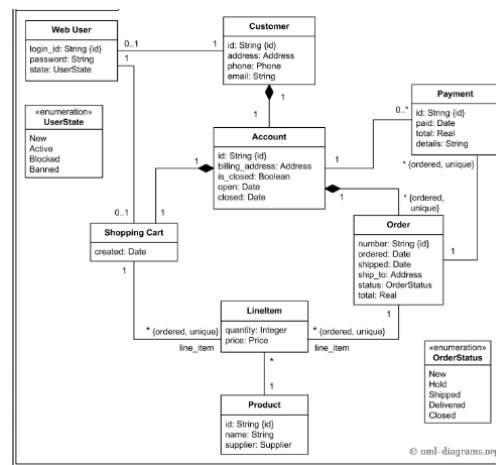 Web User
login_id: String {id}
password: String
state: UserState
Customer
id: String {id}
address: Address
phone: Phone
email: String
0..1
1
1
1
1
«enumeration»
UserState
New
Active
Blocked
Banned
Account
id: String {id}
billing_address: Address
is_closed: Boolean
open: Date
closed: Date
Payment
id: String {id}
paid: Date
total: Real
details: String
0..*
1
* {ordered, unique}
1
1
* {ordered,
unique}
0..1
1
Shopping Cart
created: Date
Order
number: String {id}
ordered: Date
shipped: Date
ship_to: Address
status: OrderStatus
total: Real
1
1
1
LineItem
quantity: Integer
price: Price
* {ordered, unique}
line_item
* {ordered, unique}
line_item
*
1
Product
id: String {id}
name: String
supplier: Supplier
«enumeration»
OrderStatus
New
Hold
Shipped
Delivered
Closed
© uml-diagrams.org